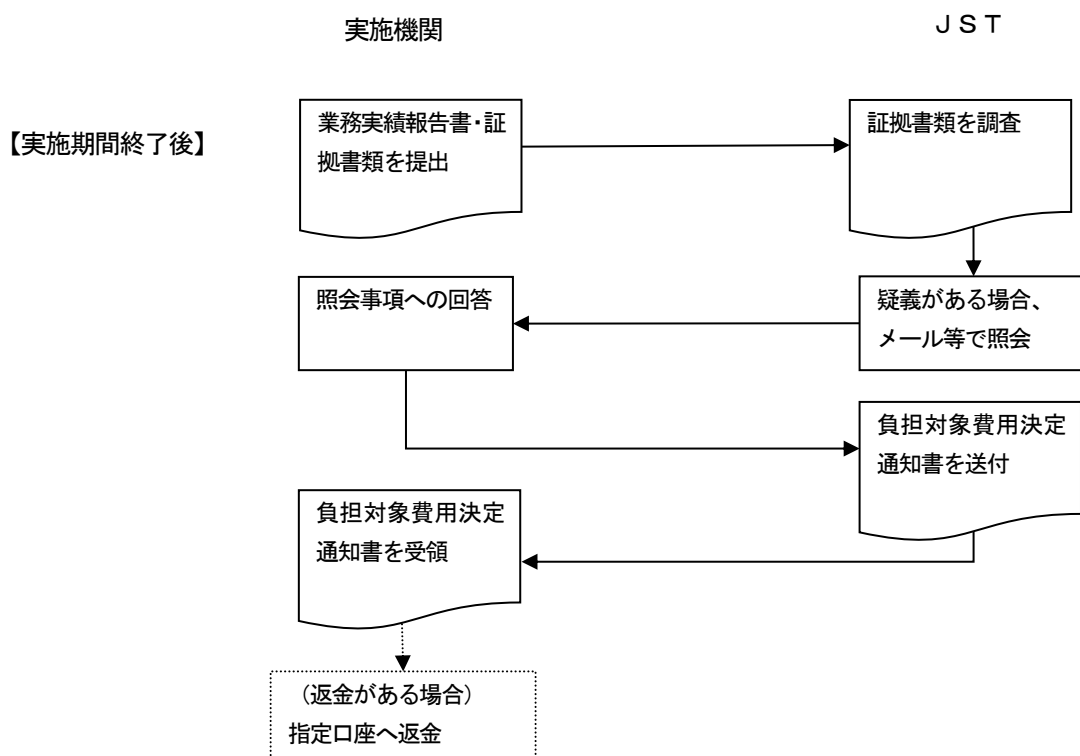 実施機関
ＪＳＴ
【実施期間終了後】
業務実績報告書・証
拠書類を提出
証拠書類を調査
疑義がある場合、
メール等で照会
照会事項への回答
負担対象費用決定
通知書を送付
負担対象費用決定
通知書を受領
（返金がある場合）
指定口座へ返金